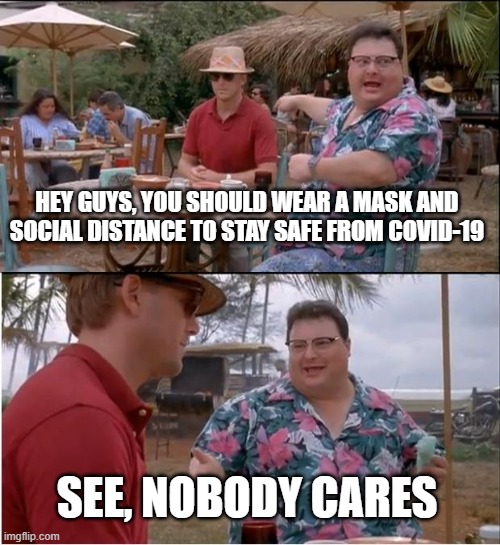 HEY GUYS, YOU SHOULD WEAR A MASK AND
SOCIAL DISTANCE TO STAY SAFE FROM COVID-19
SEE, NOBODY CARES
imgflip.com